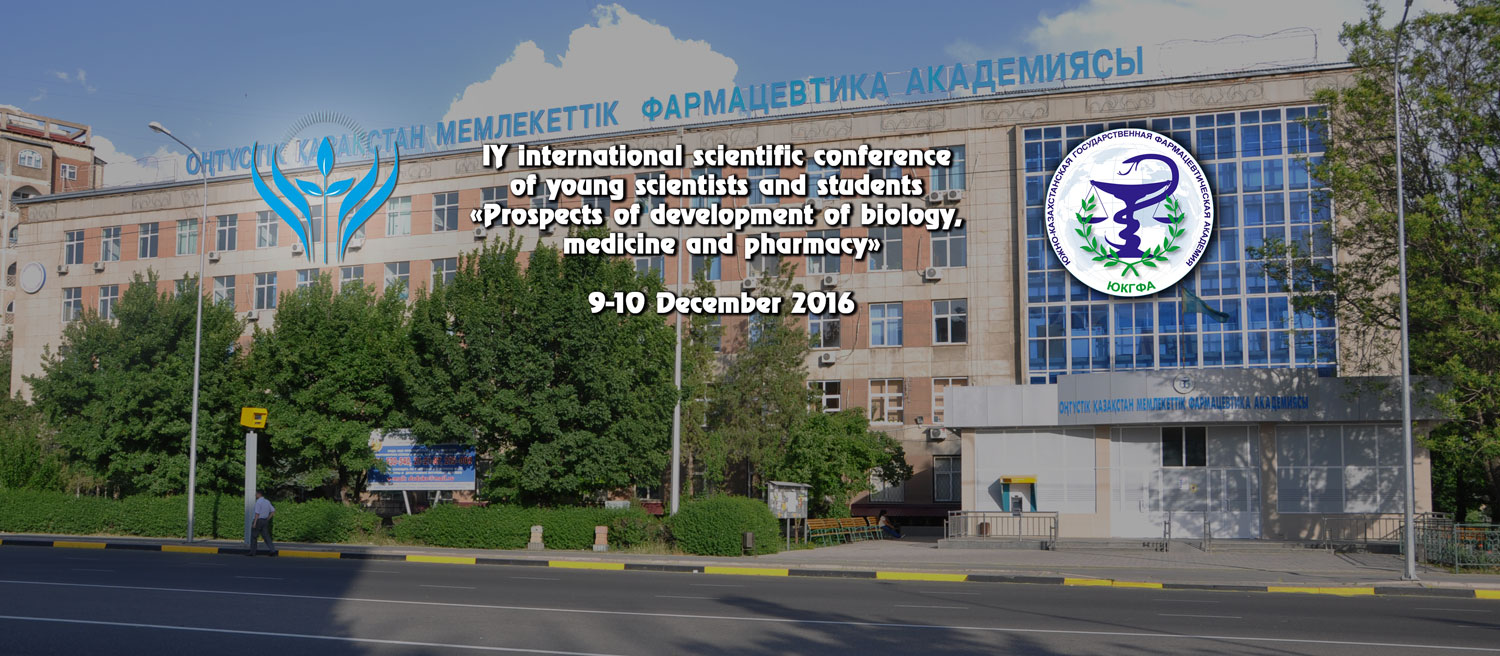 ОҢТҮСТІК ҚАЗАҚСТАН МЕМЛЕКЕТТІК ФАРМАЦЕВТИКА АКАДЕМИЯСЫ
IY international scientific conference
of young scientists and students
«Prospects of development of biology,
medicine and pharmacy»
9-10 December 2016
ЮЖНО-КАЗАХСТАНСКАЯ ГОСУДАРСТВЕННАЯ ФАРМАЦЕВТИЧЕСКАЯ АКАДЕМИЯ
ЮКГФА
ОҢТҮСТІК ҚАЗАҚСТАН МЕМЛЕКЕТТІК ФАРМАЦЕВТИКА АКАДЕМИЯСЫ